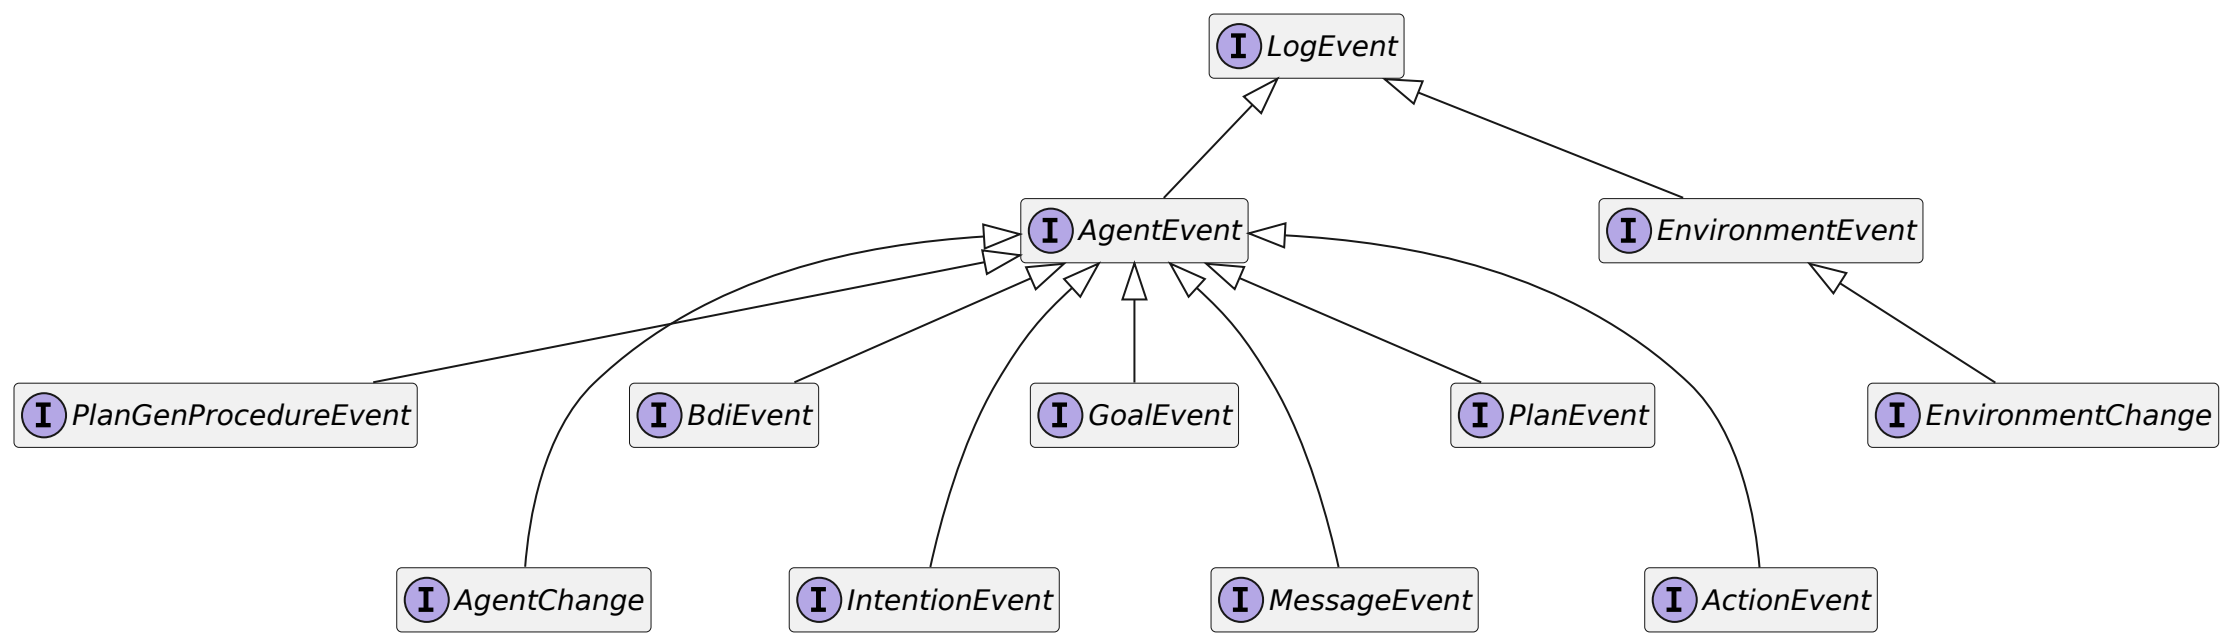 I LogEvent
I AgentEvent
I EnvironmentEvent
I PlanGenProcedureEvent
I BdiEvent
I GoalEvent
I PlanEvent
I EnvironmentChange
I AgentChange
I IntentionEvent
I MessageEvent
I ActionEvent